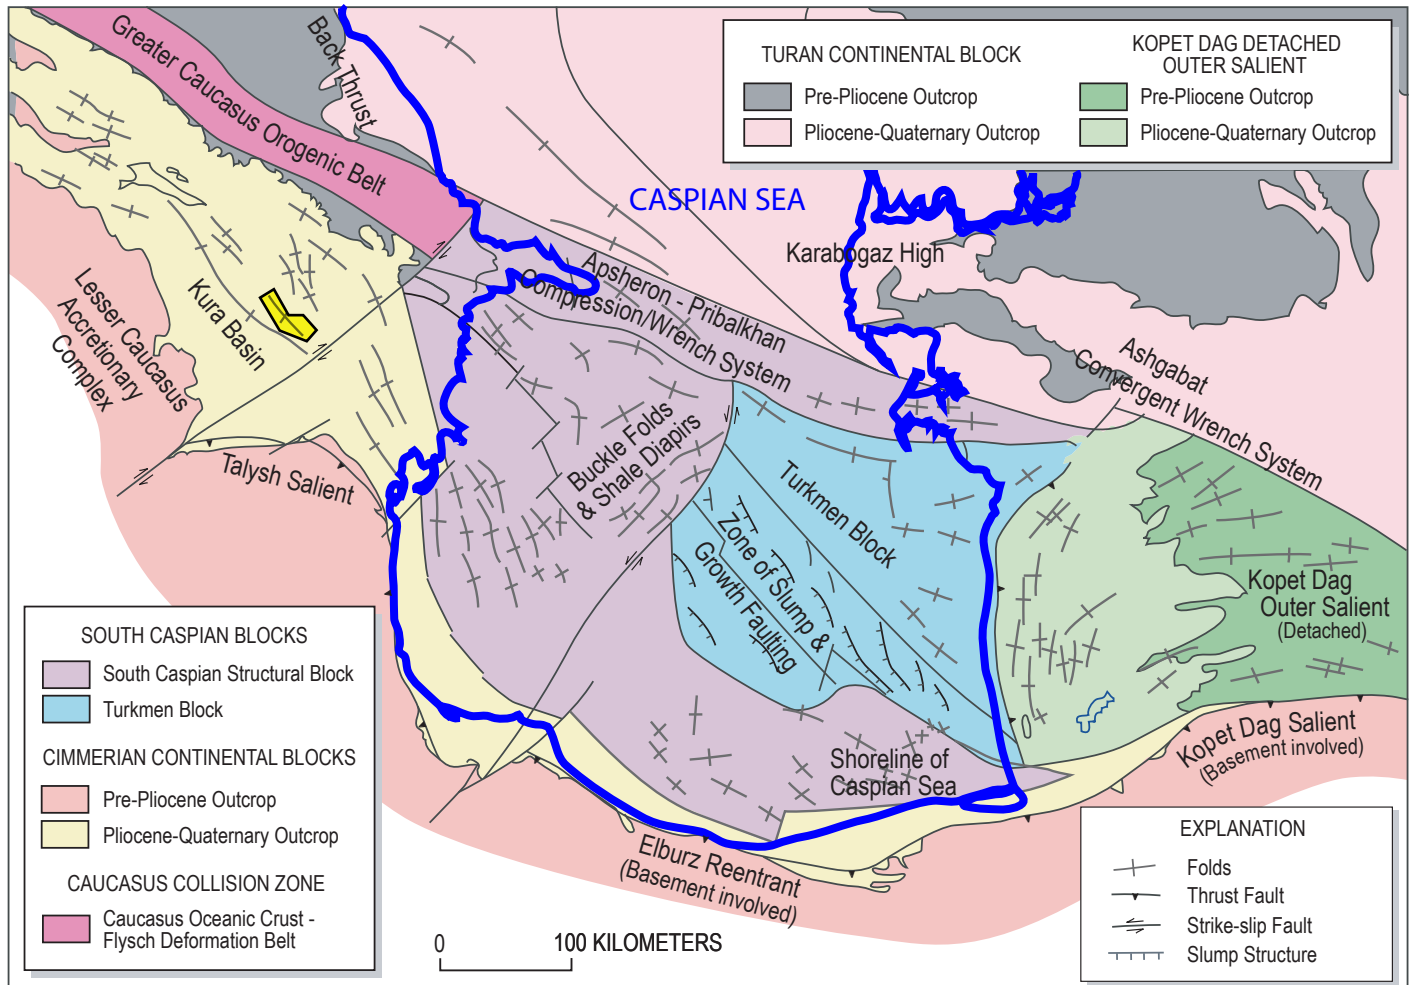 Back Thrust
Greater Caucasus Orogenic Belt
TURAN CONTINENTAL BLOCK
Pre-Pliocene Outcrop
Pliocene-Quaternary Outcrop
KOPET DAG DETACHED
OUTER SALIENT
Pre-Pliocene Outcrop
Pliocene-Quaternary Outcrop
CASPIAN SEA
Karabogaz High
Apsheron - Pribalkhan
Compression/Wrench System
Lesser Caucasus
Accretionary
Complex
Kura Basin
Ashgabat
Convergent Wrench System
Talysh Salient
Buckle Folds
& Shale Diapirs
Turkmen Block
Zone of Slump &
Growth Faulting
Kopet Dag
Outer Salient
(Detached)
Shoreline of
Caspian Sea
Kopet Dag Salient
(Basement involved)
Elburz Reentrant
(Basement involved)
SOUTH CASPIAN BLOCKS
South Caspian Structural Block
Turkmen Block
CIMMERIAN CONTINENTAL BLOCKS
Pre-Pliocene Outcrop
Pliocene-Quaternary Outcrop
CAUCASUS COLLISION ZONE
Caucasus Oceanic Crust -
Flysch Deformation Belt
0 100 KILOMETERS
EXPLANATION
Folds
Thrust Fault
Strike-slip Fault
Slump Structure